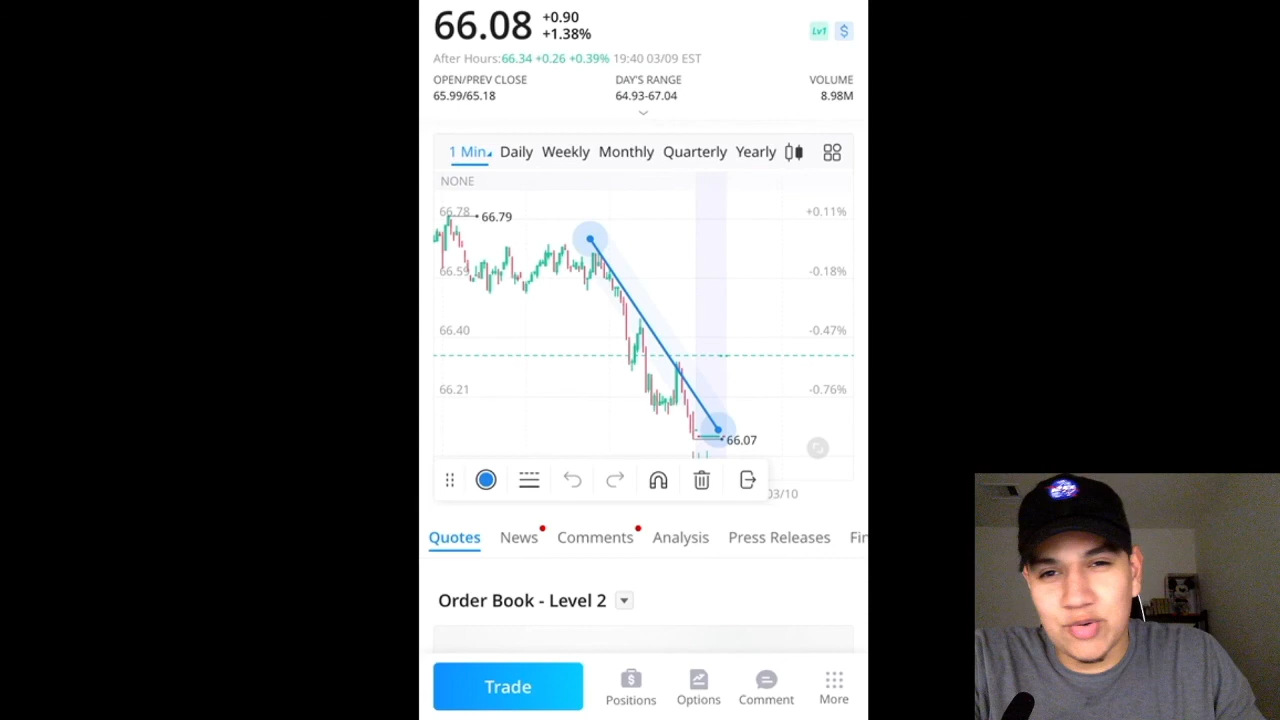 66.08 +0.90
+1.38%
Lv1 $
After Hours:66.34 +0.26 +0.39% 19:40 03/09 EST
OPEN/PREV CLOSE DAY'S RANGE VOLUME
65.99/65.18 64.93-67.04 8.98M
1 Min Daily Weekly Monthly Quarterly Yearly
NONE
66.78 66.79 +0.11%
66.59 -0.18%
66.40 -0.47%
66.21 -0.76%
66.07
03/10
Quotes News Comments Analysis Press Releases Fin
Order Book - Level 2
Trade Positions Options Comment More